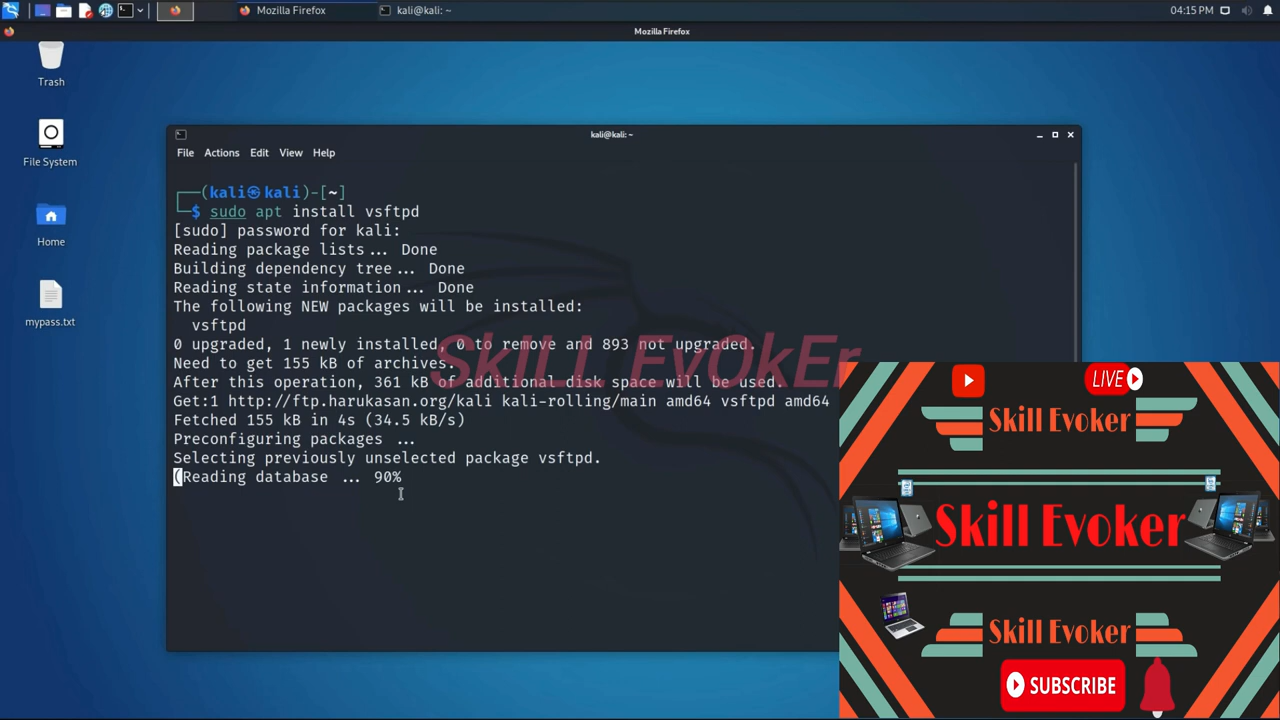 Mozilla Firefox
kali@kali: ~
04:15 PM
Mozilla Firefox
Trash
File System
Home
mypass.txt
kali@kali: ~
File Actions Edit View Help
┌──(kali㉿kali)-[~]
└─$ sudo apt install vsftpd
[sudo] password for kali:
Reading package lists... Done
Building dependency tree... Done
Reading state information... Done
The following NEW packages will be installed:
vsftpd
0 upgraded, 1 newly installed, 0 to remove and 893 not upgraded.
Need to get 155 kB of archives.
After this operation, 361 kB of additional disk space will be used.
Get:1 http://ftp.harukasan.org/kali kali-rolling/main amd64 vsftpd amd64
Fetched 155 kB in 4s (34.5 kB/s)
Preconfiguring packages ...
Selecting previously unselected package vsftpd.
(Reading database ... 90%
SkILL EvOkEr
LIVE
Skill Evoker
Skill Evoker
Skill Evoker
SUBSCRIBE